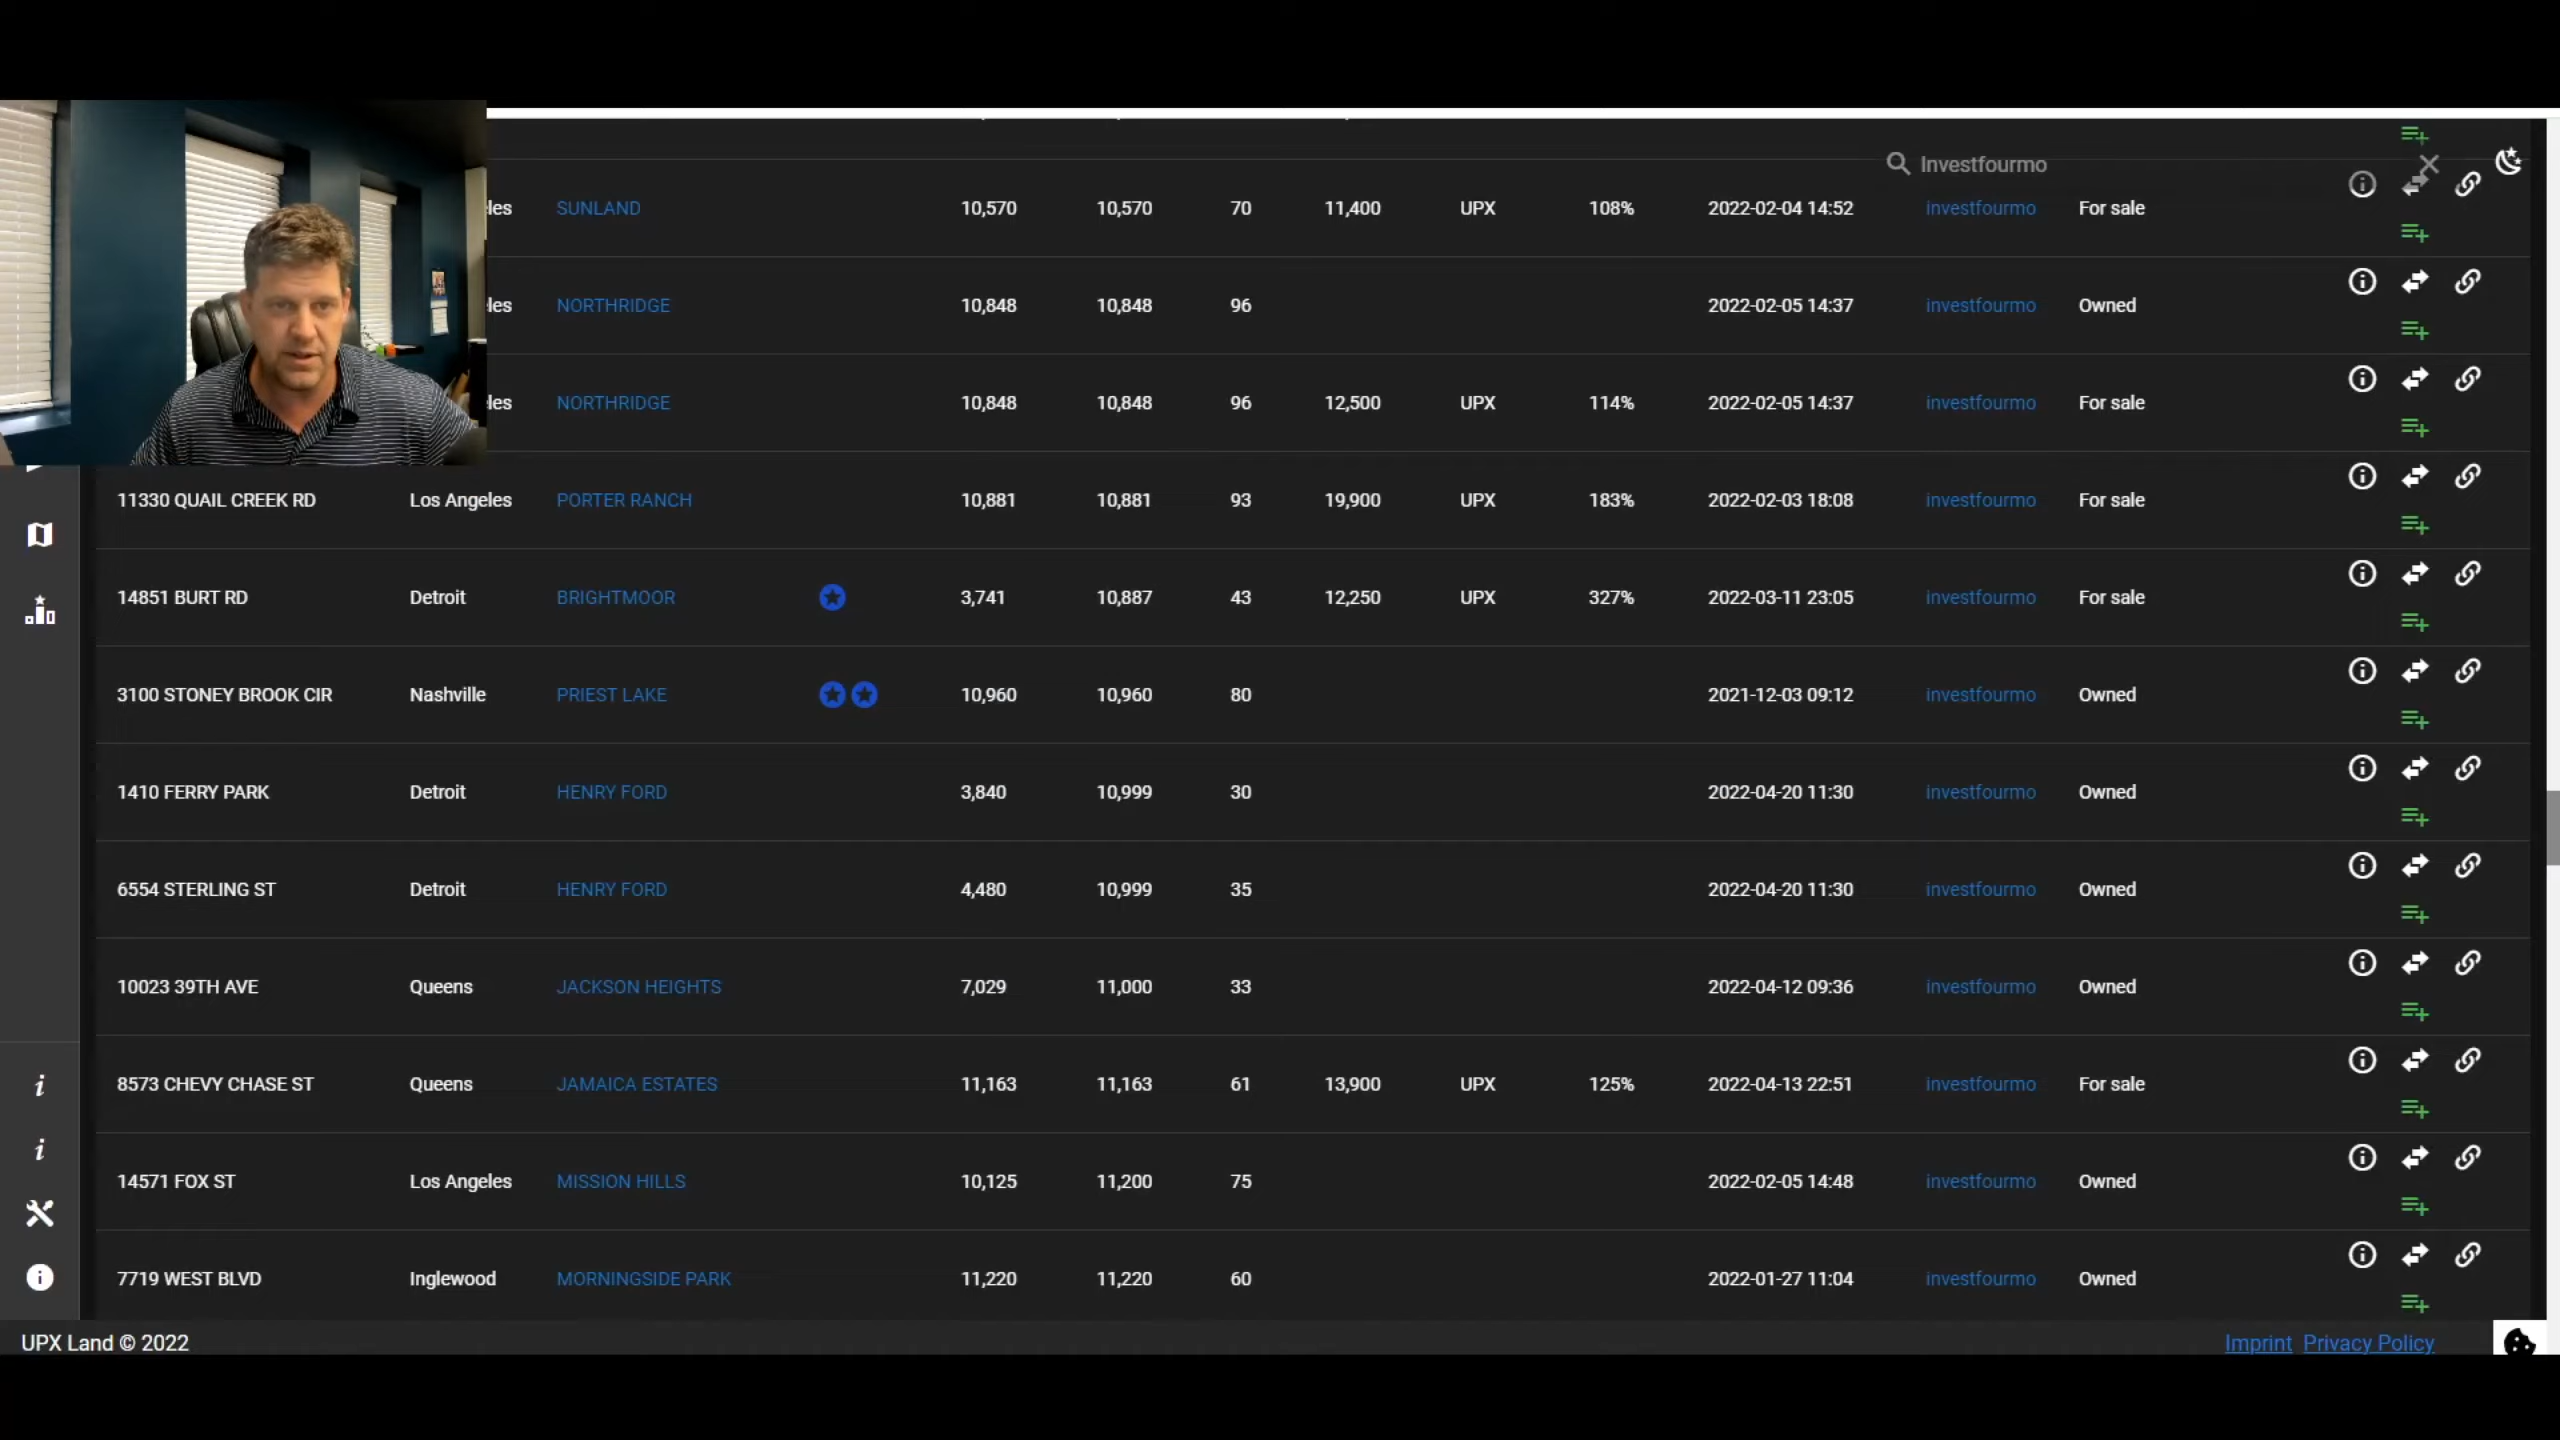 Investfourmo
les SUNLAND 10,570 10,570 70 11,400 UPX 108% 2022-02-04 14:52 investfourmo For sale
les NORTHRIDGE 10,848 10,848 96 2022-02-05 14:37 investfourmo Owned
les NORTHRIDGE 10,848 10,848 96 12,500 UPX 114% 2022-02-05 14:37 investfourmo For sale
11330 QUAIL CREEK RD Los Angeles PORTER RANCH 10,881 10,881 93 19,900 UPX 183% 2022-02-03 18:08 investfourmo For sale
14851 BURT RD Detroit BRIGHTMOOR 3,741 10,887 43 12,250 UPX 327% 2022-03-11 23:05 investfourmo For sale
3100 STONEY BROOK CIR Nashville PRIEST LAKE 10,960 10,960 80 2021-12-03 09:12 investfourmo Owned
1410 FERRY PARK Detroit HENRY FORD 3,840 10,999 30 2022-04-20 11:30 investfourmo Owned
6554 STERLING ST Detroit HENRY FORD 4,480 10,999 35 2022-04-20 11:30 investfourmo Owned
10023 39TH AVE Queens JACKSON HEIGHTS 7,029 11,000 33 2022-04-12 09:36 investfourmo Owned
8573 CHEVY CHASE ST Queens JAMAICA ESTATES 11,163 11,163 61 13,900 UPX 125% 2022-04-13 22:51 investfourmo For sale
14571 FOX ST Los Angeles MISSION HILLS 10,125 11,200 75 2022-02-05 14:48 investfourmo Owned
7719 WEST BLVD Inglewood MORNINGSIDE PARK 11,220 11,220 60 2022-01-27 11:04 investfourmo Owned
UPX Land © 2022 Imprint Privacy Policy